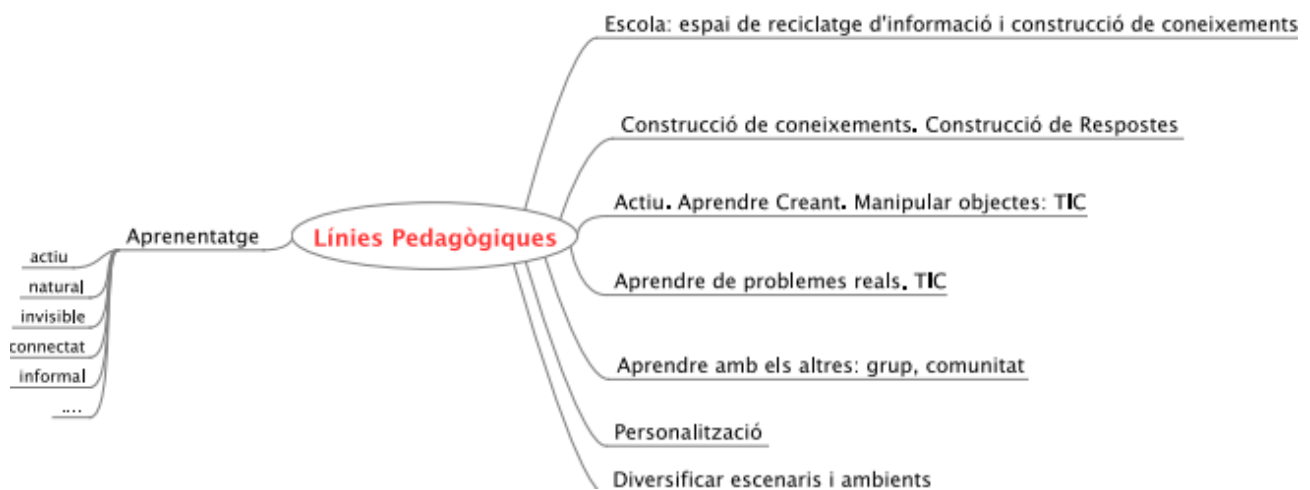 Línies Pedagògiques
Escola: espai de reciclatge d'informació i construcció de coneixements
Construcció de coneixements. Construcció de Respostes
Actiu. Aprendre Creant. Manipular objectes: TIC
Aprendre de problemes reals. TIC
Aprendre amb els altres: grup, comunitat
Personalització
Diversificar escenaris i ambients
Aprenentatge
actiu
natural
invisible
connectat
informal
....